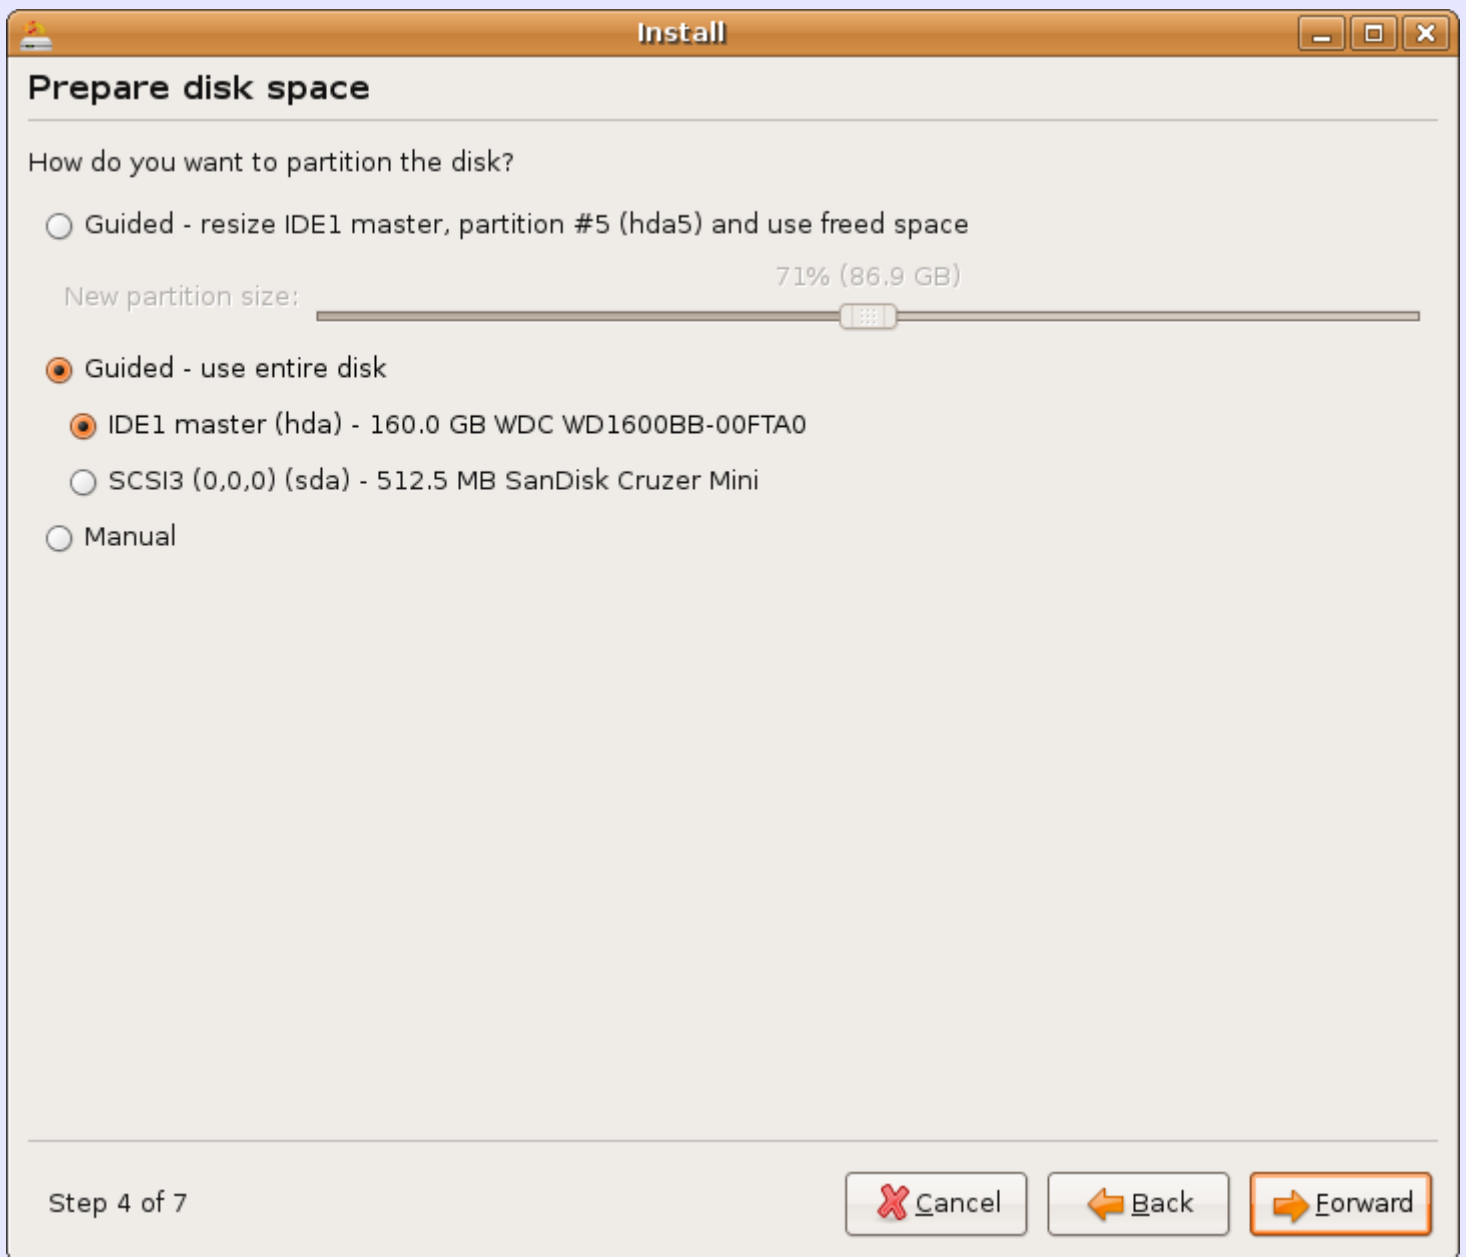 Install
Prepare disk space
How do you want to partition the disk?
Guided - resize IDE1 master, partition #5 (hda5) and use freed space
71% (86.9 GB)
New partition size:
Guided - use entire disk
IDE1 master (hda) - 160.0 GB WDC WD1600BB-00FTA0
SCSI3 (0,0,0) (sda) - 512.5 MB SanDisk Cruzer Mini
Manual
Step 4 of 7
Cancel
Back
Forward